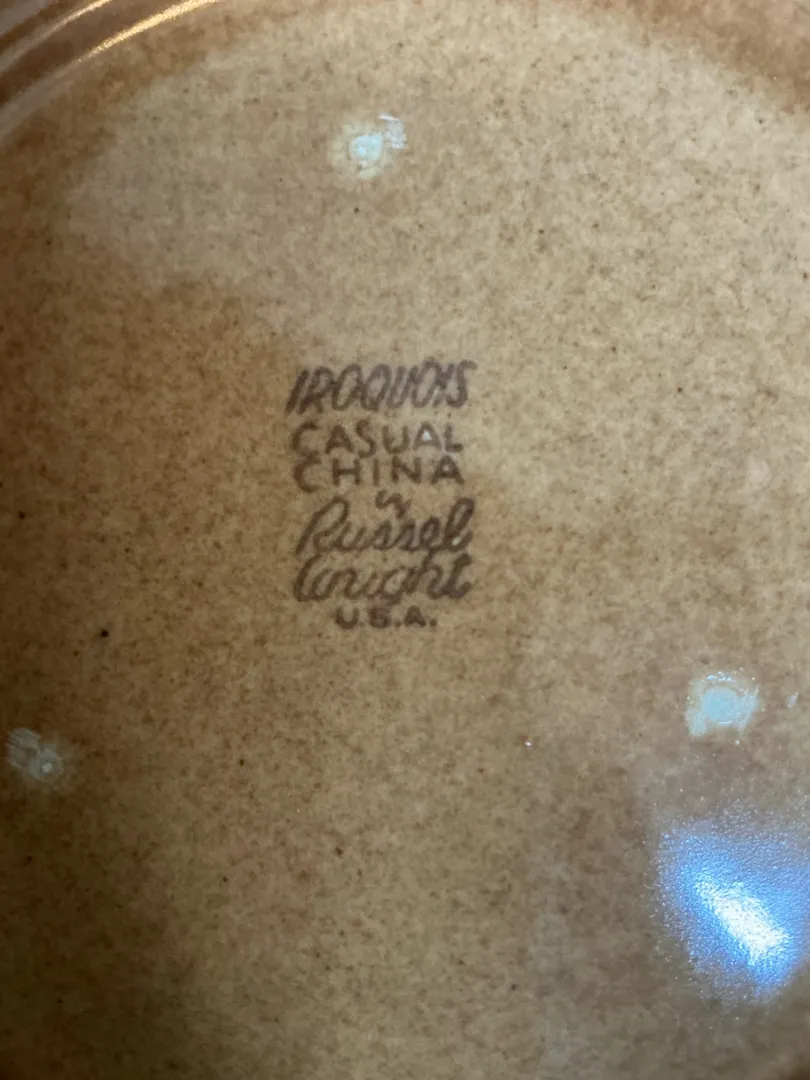 IROQUOIS
CASUAL
CHINA
by
Russel
Wright
U.S.A.